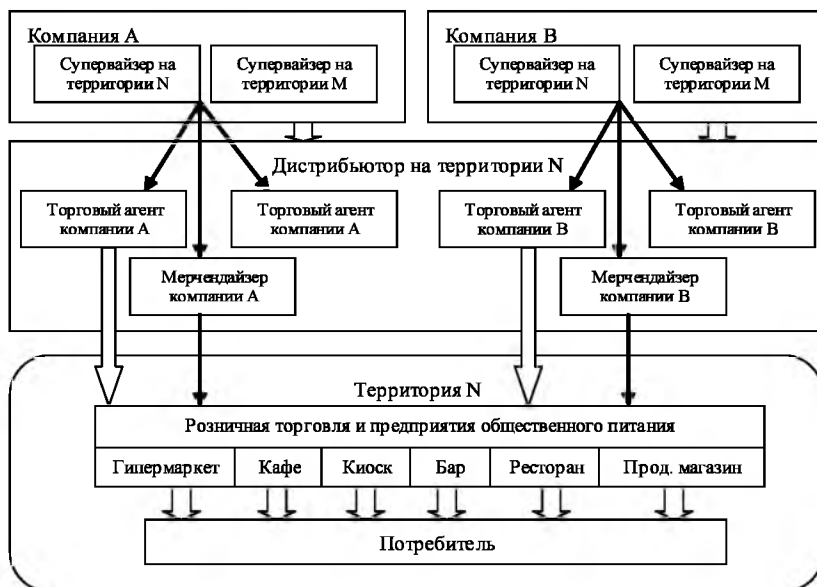 Компания А
Супервайзер на
территории N
Супервайзер на
территории М
Компания В
Супервайзер на
территории N
Супервайзер на
территории М
Дистрибьютор на территории N
Торговый агент
компании А
Торговый агент
компании А
Мерчендайзер
компании А
Торговый агент
компании В
Торговый агент
компании В
Мерчендайзер
компании В
Территория N
Розничная торговля и предприятия общественного питания
Гипермаркет
Кафе
Киоск
Бар
Ресторан
Прод. магазин
Потребитель